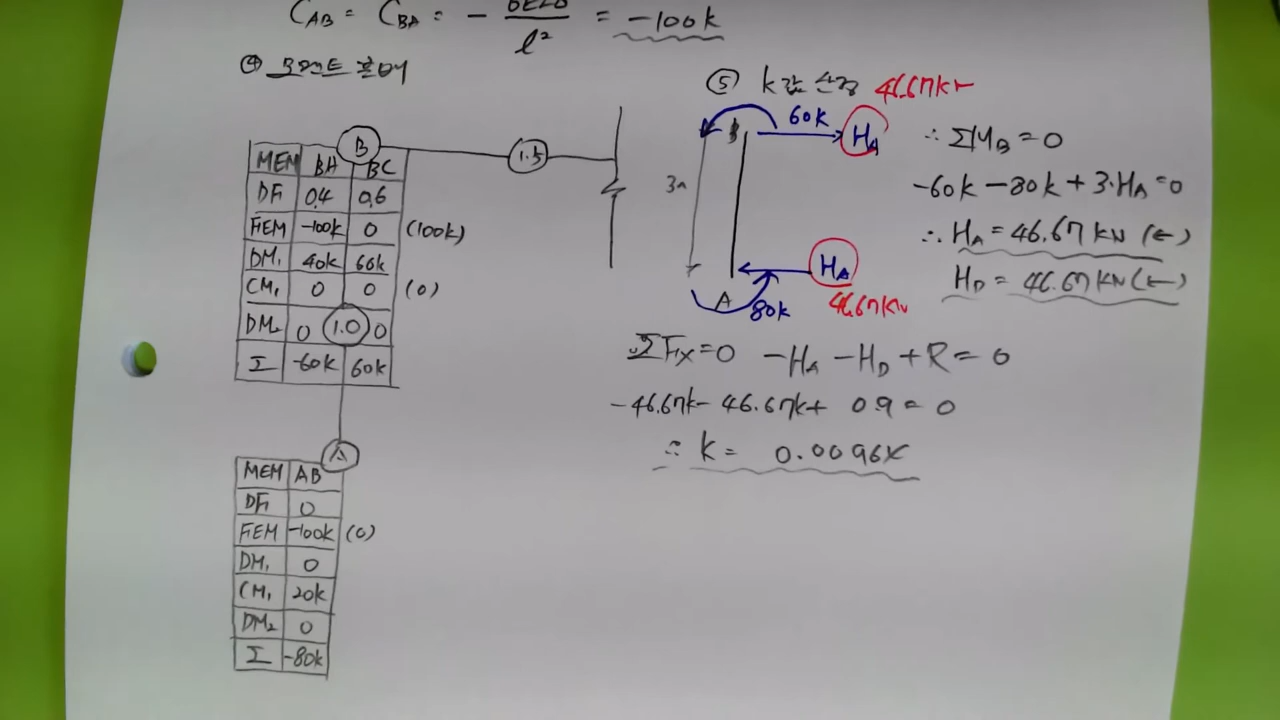 C_AB = C_BA = - 6EIΔ / l² = -100k
④ 모멘트 분배
B
MEM BA BC
DF 0.4 0.6
FEM -100k 0 (100k)
DM₁ 40k 60k
CM₁ 0 0 (0)
DM₂ 0 0
Σ -60k 60k
1.0
1.5
A
MEM AB
DF 0
FEM -100k (0)
DM₁ 0
CM₁ 20k
DM₂ 0
Σ -80k
⑤ k값 산정
46.67kN
60k
H_A
B
3m
A
80k
H_A
46.67kN
∴ ΣM_B = 0
-60k - 80k + 3·H_A = 0
∴ H_A = 46.67 kN (←)
H_D = 46.67 kN (←)
ΣFx = 0 -H_A - H_D + R = 0
-46.67k - 46.67k + 0.9 = 0
∴ k = 0.0096